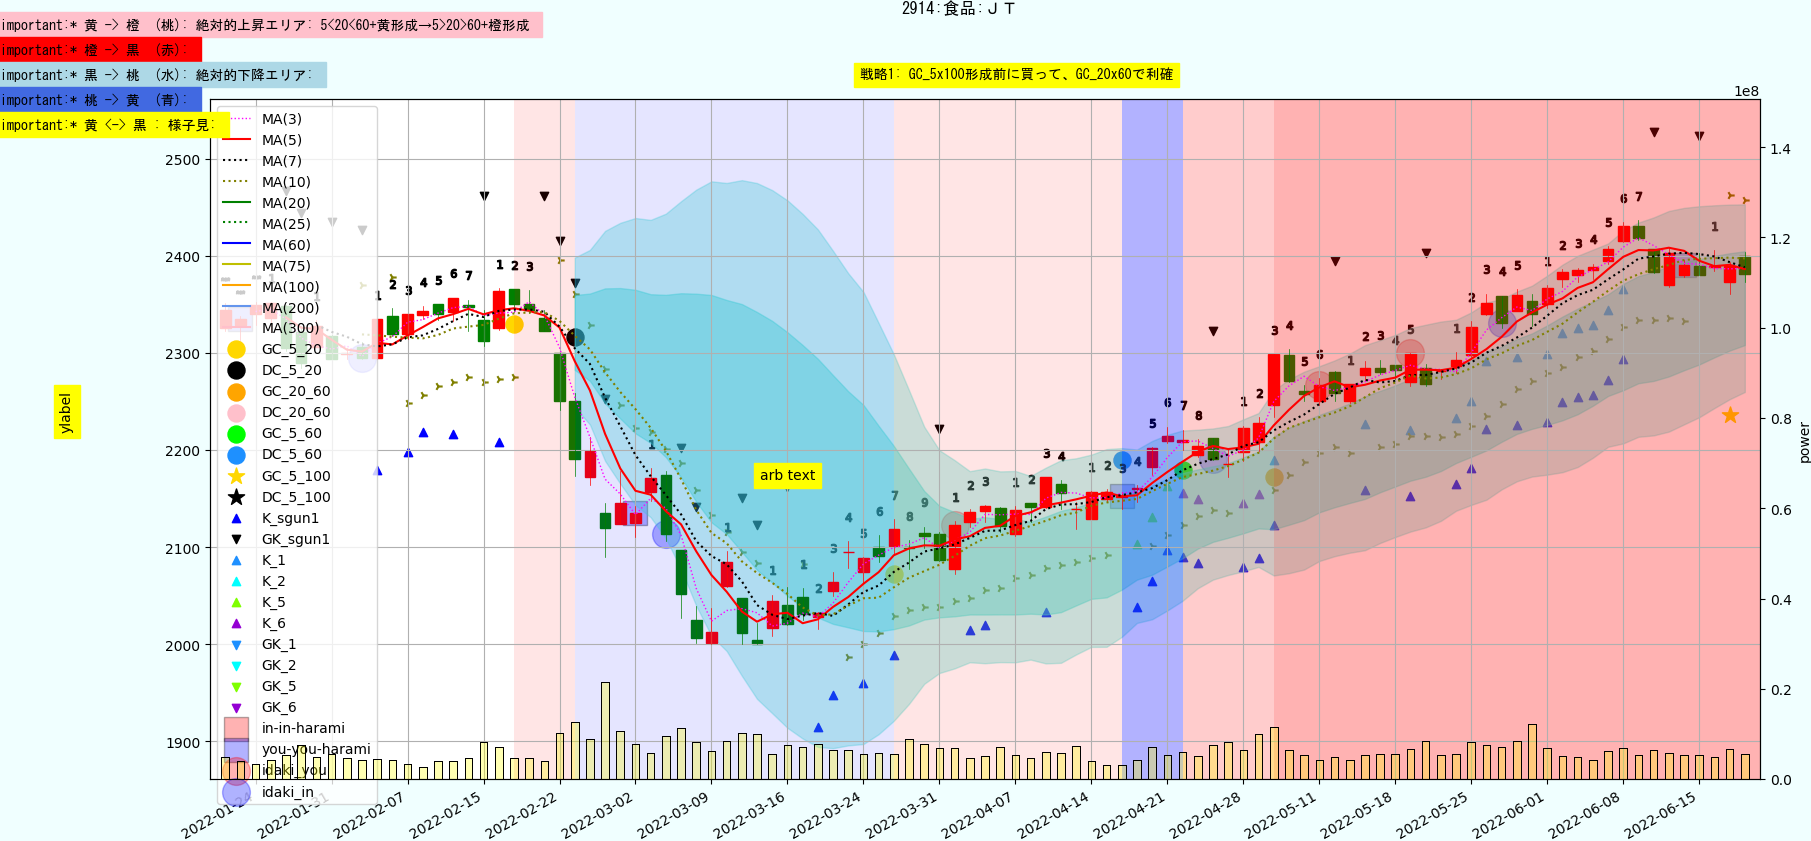 2914:食品:ＪＴ
important:* 黄 -> 橙 （桃）: 絶対的上昇エリア: 5<20<60+黄形成→5>20>60+橙形成
important:* 橙 -> 黒 （赤）:
important:* 黒 -> 桃 （水）: 絶対的下降エリア:
important:* 桃 -> 黄 （青）:
important:* 黄 <-> 黒 : 様子見:
戦略1: GC_5x100形成前に買って、GC_20x60で利確
1e8
MA(3)
MA(5)
MA(7)
MA(10)
MA(20)
MA(25)
MA(60)
MA(75)
MA(100)
MA(200)
MA(300)
GC_5_20
DC_5_20
GC_20_60
DC_20_60
GC_5_60
DC_5_60
GC_5_100
DC_5_100
K_sgun1
GK_sgun1
K_1
K_2
K_5
K_6
GK_1
GK_2
GK_5
GK_6
in-in-harami
you-you-harami
idaki_you
idaki_in
2500
2400
2300
2200
2100
2000
1900
ylabel
arb text
1.4
1.2
1.0
0.8
0.6
0.4
0.2
0.0
power
2022-01-24
2022-01-31
2022-02-07
2022-02-15
2022-02-22
2022-03-02
2022-03-09
2022-03-16
2022-03-24
2022-03-31
2022-04-07
2022-04-14
2022-04-21
2022-04-28
2022-05-11
2022-05-18
2022-05-25
2022-06-01
2022-06-08
2022-06-15